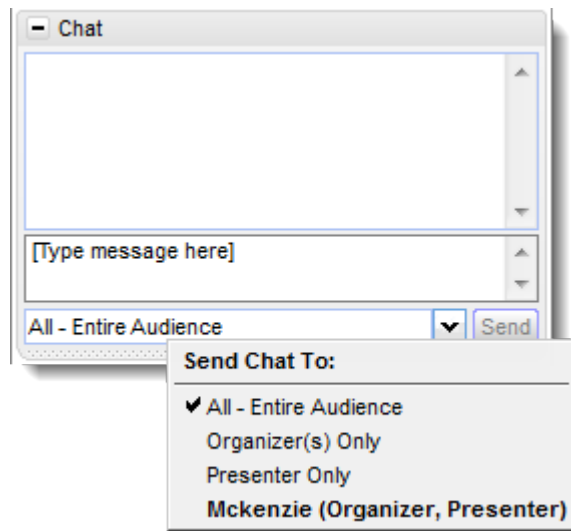 Chat
[Type message here]
All - Entire Audience
Send
Send Chat To:
All - Entire Audience
Organizer(s) Only
Presenter Only
Mckenzie (Organizer, Presenter)